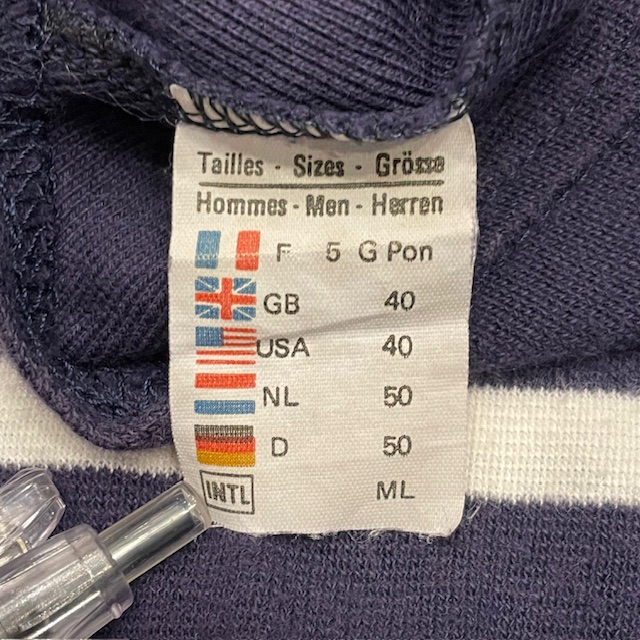 Tailles - Sizes - Grösse
Hommes - Men - Herren
F 5 G Pon
GB 40
USA 40
NL 50
D 50
INTL ML